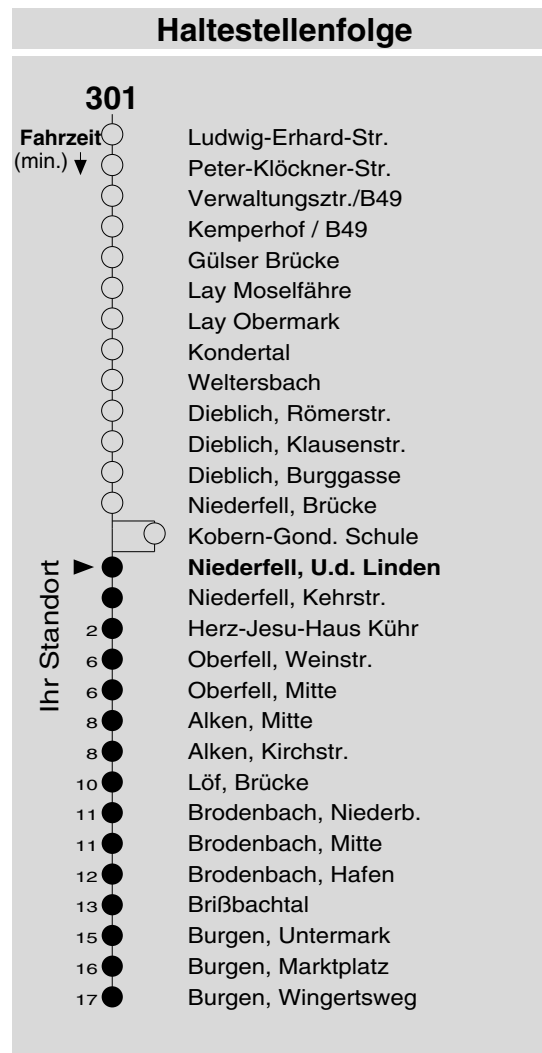 Haltestellenfolge
301
Fahrzeit Ludwig-Erhard-Str.
(min.) Peter-Klöckner-Str.
Verwaltungsztr./B49
Kemperhof / B49
Gülser Brücke
Lay Moselfähre
Lay Obermark
Kondertal
Weltersbach
Dieblich, Römerstr.
Dieblich, Klausenstr.
Dieblich, Burggasse
Niederfell, Brücke
Kobern-Gond. Schule
Ihr Standort
Niederfell, U.d. Linden
Niederfell, Kehrstr.
2 Herz-Jesu-Haus Kühr
6 Oberfell, Weinstr.
6 Oberfell, Mitte
8 Alken, Mitte
8 Alken, Kirchstr.
10 Löf, Brücke
11 Brodenbach, Niederb.
11 Brodenbach, Mitte
12 Brodenbach, Hafen
13 Brißbachtal
15 Burgen, Untermark
16 Burgen, Marktplatz
17 Burgen, Wingertsweg